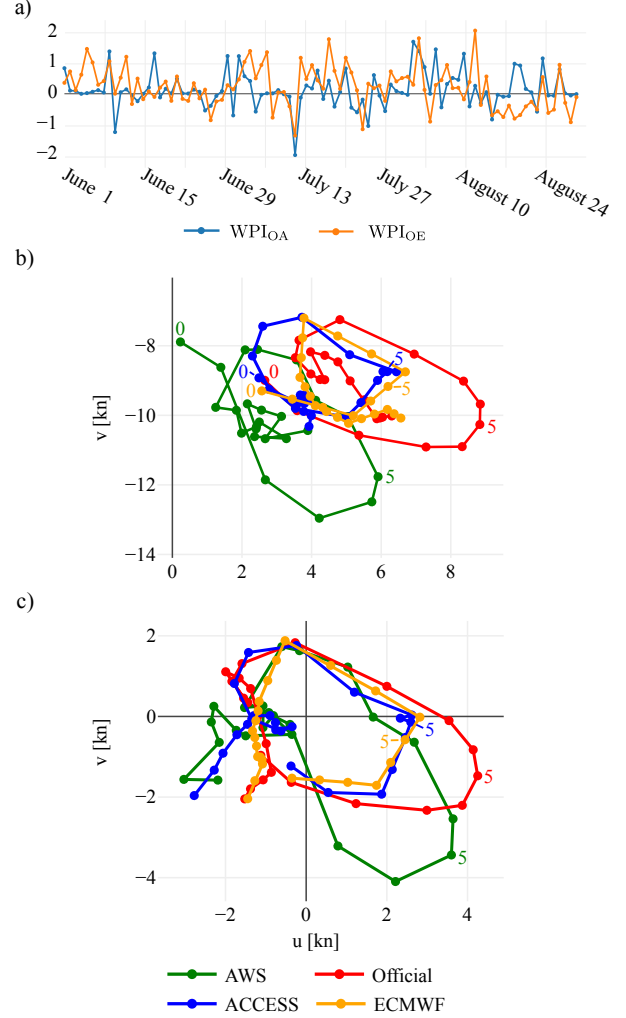 a)
2
1
0
−1
−2
June 1
June 15
June 29
July 13
July 27
August 10
August 24
WPI_OA
WPI_OE
b)
v [kn]
−8
−10
−12
−14
0
0
0
0
5
5
5
5
0
2
4
6
8
c)
v [kn]
2
0
−2
−4
5
5
5
5
−2
0
2
4
u [kn]
AWS
Official
ACCESS
ECMWF